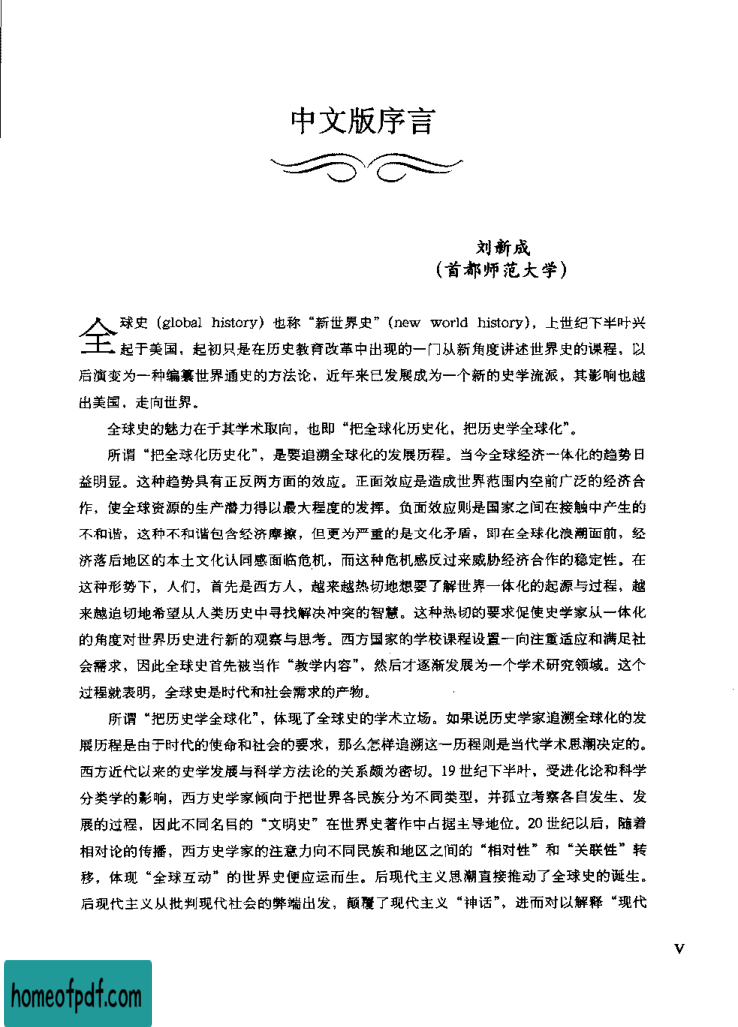 中文版序言
刘新成
（首都师范大学）
全球史（global history）也称“新世界史”（new world history），上世纪下半叶兴
起于美国，起初只是在历史教育改革中出现的一门从新角度讲述世界史的课程，以
后演变为一种编纂世界通史的方法论，近年来已发展成为一个新的史学流派，其影响也越
出美国，走向世界。
全球史的魅力在于其学术取向，也即“把全球化历史化，把历史学全球化”。
所谓“把全球化历史化”，是要追溯全球化的发展历程。当今全球经济一体化的趋势日
益明显。这种趋势具有正反两方面的效应。正面效应是造成世界范围内空前广泛的经济合
作，使全球资源的生产潜力得以最大程度的发挥。负面效应则是国家之间在接触中产生的
不和谐，这种不和谐包含经济摩擦，但更为严重的是文化矛盾，即在全球化浪潮面前，经
济落后地区的本土文化认同感面临危机，而这种危机感反过来威胁经济合作的稳定性。在
这种形势下，人们，首先是西方人，越来越热切地想要了解世界一体化的起源与过程，越
来越迫切地希望从人类历史中寻找解决冲突的智慧。这种热切的要求促使史学家从一体化
的角度对世界历史进行新的观察与思考。西方国家的学校课程设置一向注重适应和满足社
会需求，因此全球史首先被当作“教学内容”，然后才逐渐发展为一个学术研究领域。这个
过程就表明，全球史是时代和社会需求的产物。
所谓“把历史学全球化”，体现了全球史的学术立场。如果说历史学家追溯全球化的发
展历程是由于时代的使命和社会的要求，那么怎样追溯这一历程则是当代学术思潮决定的。
西方近代以来的史学发展与科学方法论的关系颇为密切。19世纪下半叶，受进化论和科学
分类学的影响，西方史学家倾向于把世界各民族分为不同类型，并孤立考察各自发生、发
展的过程，因此不同名目的“文明史”在世界史著作中占据主导地位。20世纪以后，随着
相对论的传播，西方史学家的注意力向不同民族和地区之间的“相对性”和“关联性”转
移，体现“全球互动”的世界史便应运而生。后现代主义思潮直接推动了全球史的诞生。
后现代主义从批判现代社会的弊端出发，颠覆了现代主义“神话”，进而对以解释“现代
V
homeofpdf.com